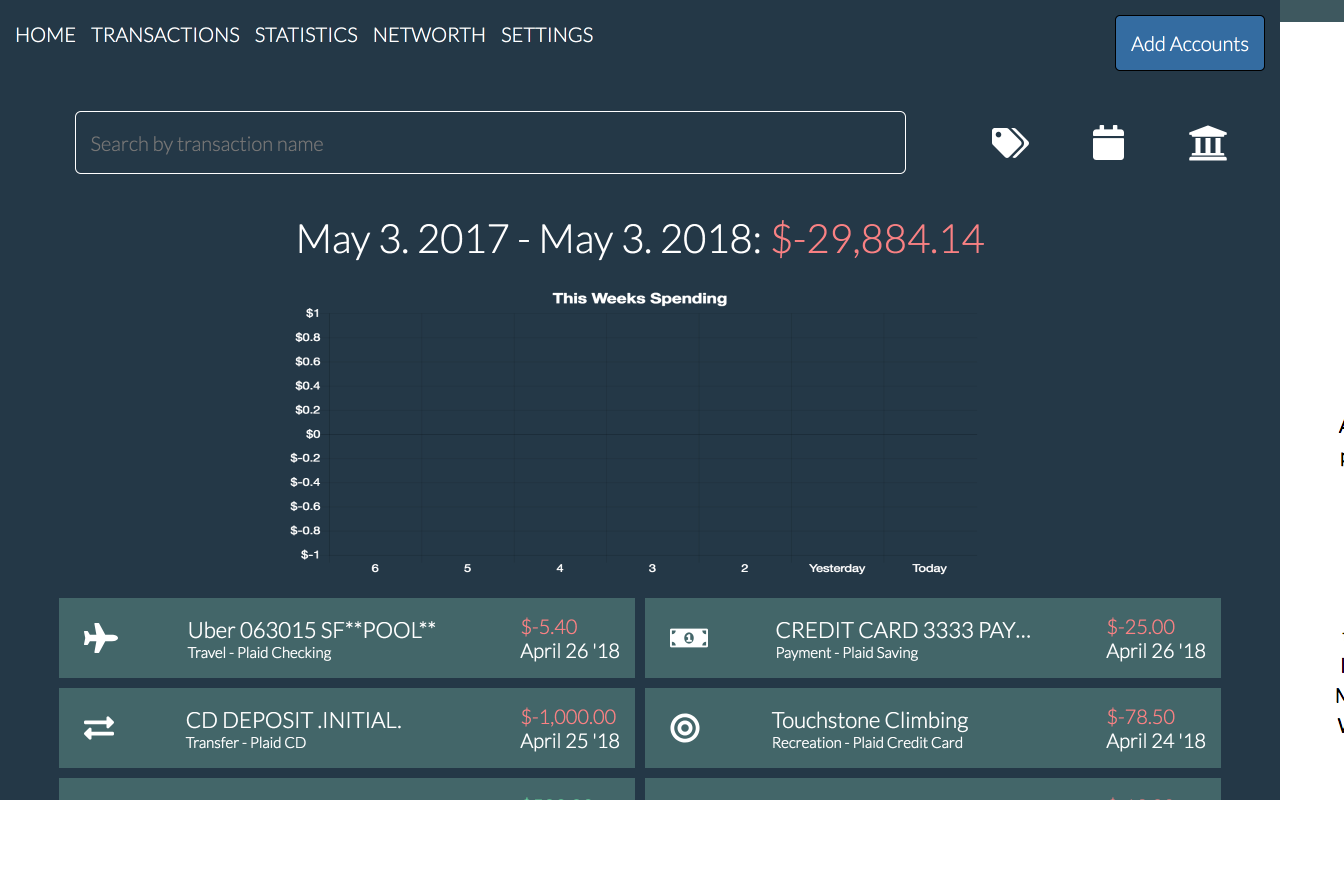 HOME TRANSACTIONS STATISTICS NETWORTH SETTINGS
Add Accounts
Search by transaction name
May 3. 2017 - May 3. 2018: $-29,884.14
This Weeks Spending
$1
$0.8
$0.6
$0.4
$0.2
$0
$-0.2
$-0.4
$-0.6
$-0.8
$-1
6 5 4 3 2 Yesterday Today
Uber 063015 SF**POOL**
Travel - Plaid Checking
$-5.40
April 26 '18
CREDIT CARD 3333 PAY...
Payment - Plaid Saving
$-25.00
April 26 '18
CD DEPOSIT .INITIAL.
Transfer - Plaid CD
$-1,000.00
April 25 '18
Touchstone Climbing
Recreation - Plaid Credit Card
$-78.50
April 24 '18